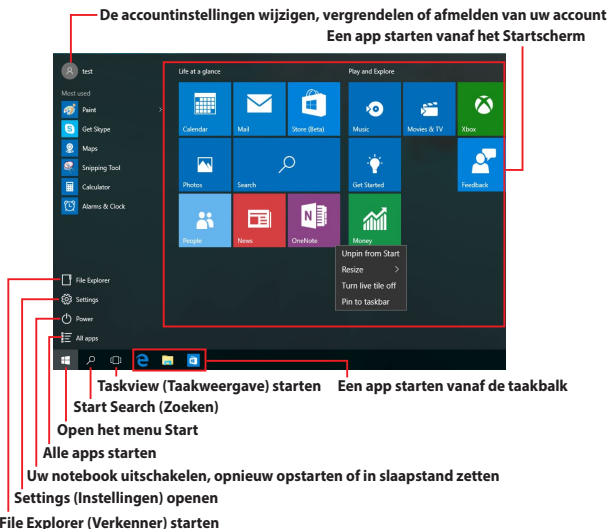 De accountinstellingen wijzigen, vergrendelen of afmelden van uw account
Een app starten vanaf het Startscherm
test
Most used
Paint
Get Skype
Maps
Snipping Tool
Calculator
Alarms & Clock
File Explorer
Settings
Power
All apps
Life at a glance
Play and Explore
Calendar
Mail
Store (Beta)
Music
Movies & TV
Xbox
Photos
Search
Get Started
Feedback
People
News
OneNote
Money
Unpin from Start
Resize
Turn live tile off
Pin to taskbar
Taskview (Taakweergave) starten
Een app starten vanaf de taakbalk
Start Search (Zoeken)
Open het menu Start
Alle apps starten
Uw notebook uitschakelen, opnieuw opstarten of in slaapstand zetten
Settings (Instellingen) openen
File Explorer (Verkenner) starten